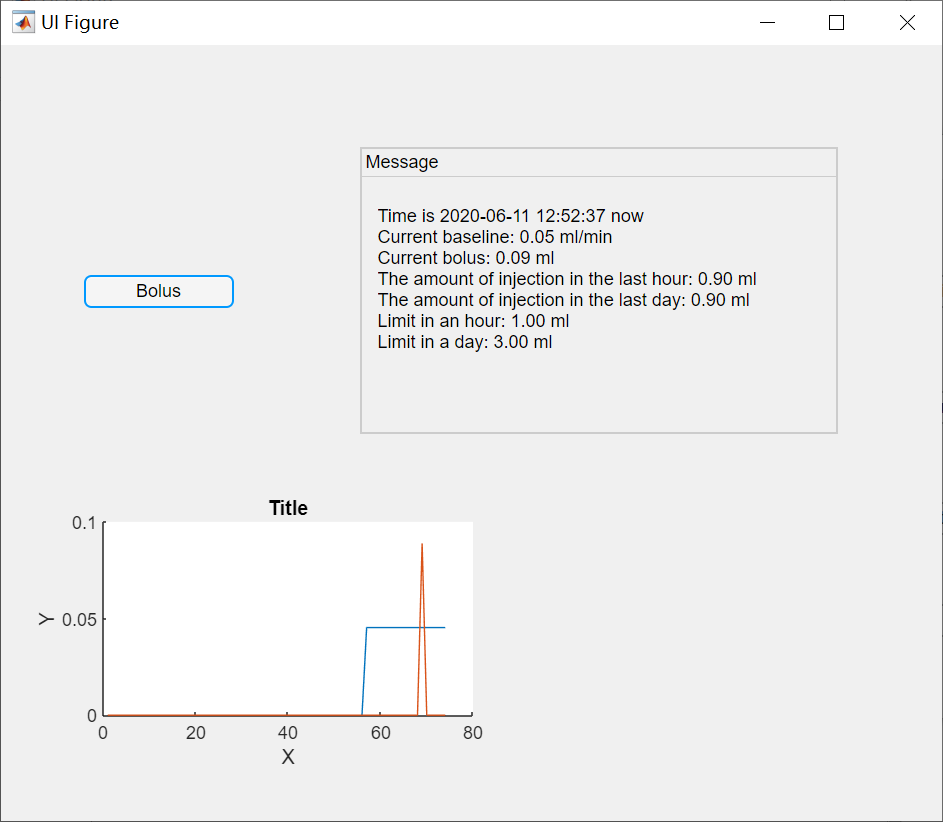 UI Figure
Message
Time is 2020-06-11 12:52:37 now
Current baseline: 0.05 ml/min
Current bolus: 0.09 ml
The amount of injection in the last hour: 0.90 ml
The amount of injection in the last day: 0.90 ml
Limit in an hour: 1.00 ml
Limit in a day: 3.00 ml
Bolus
Title
0.1
0.05
0
Y
0 20 40 60 80
X